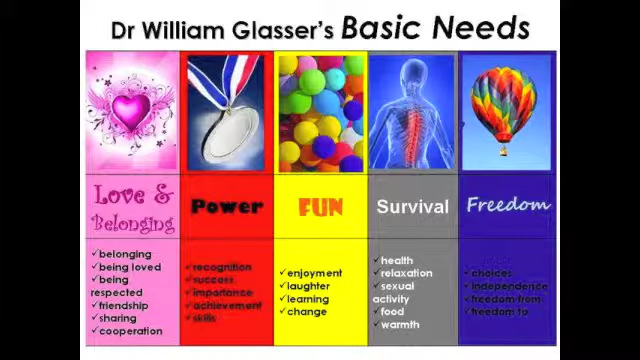 Dr William Glasser's Basic Needs
Love &
Belonging
Power
FUN
Survival
Freedom
✓belonging
✓being loved
✓being
respected
✓friendship
✓sharing
✓cooperation
✓recognition
✓success
✓importance
✓achievement
✓skills
✓enjoyment
✓laughter
✓learning
✓change
✓health
✓relaxation
✓sexual
activity
✓food
✓warmth
✓choices
✓independence
✓freedom from
✓freedom to